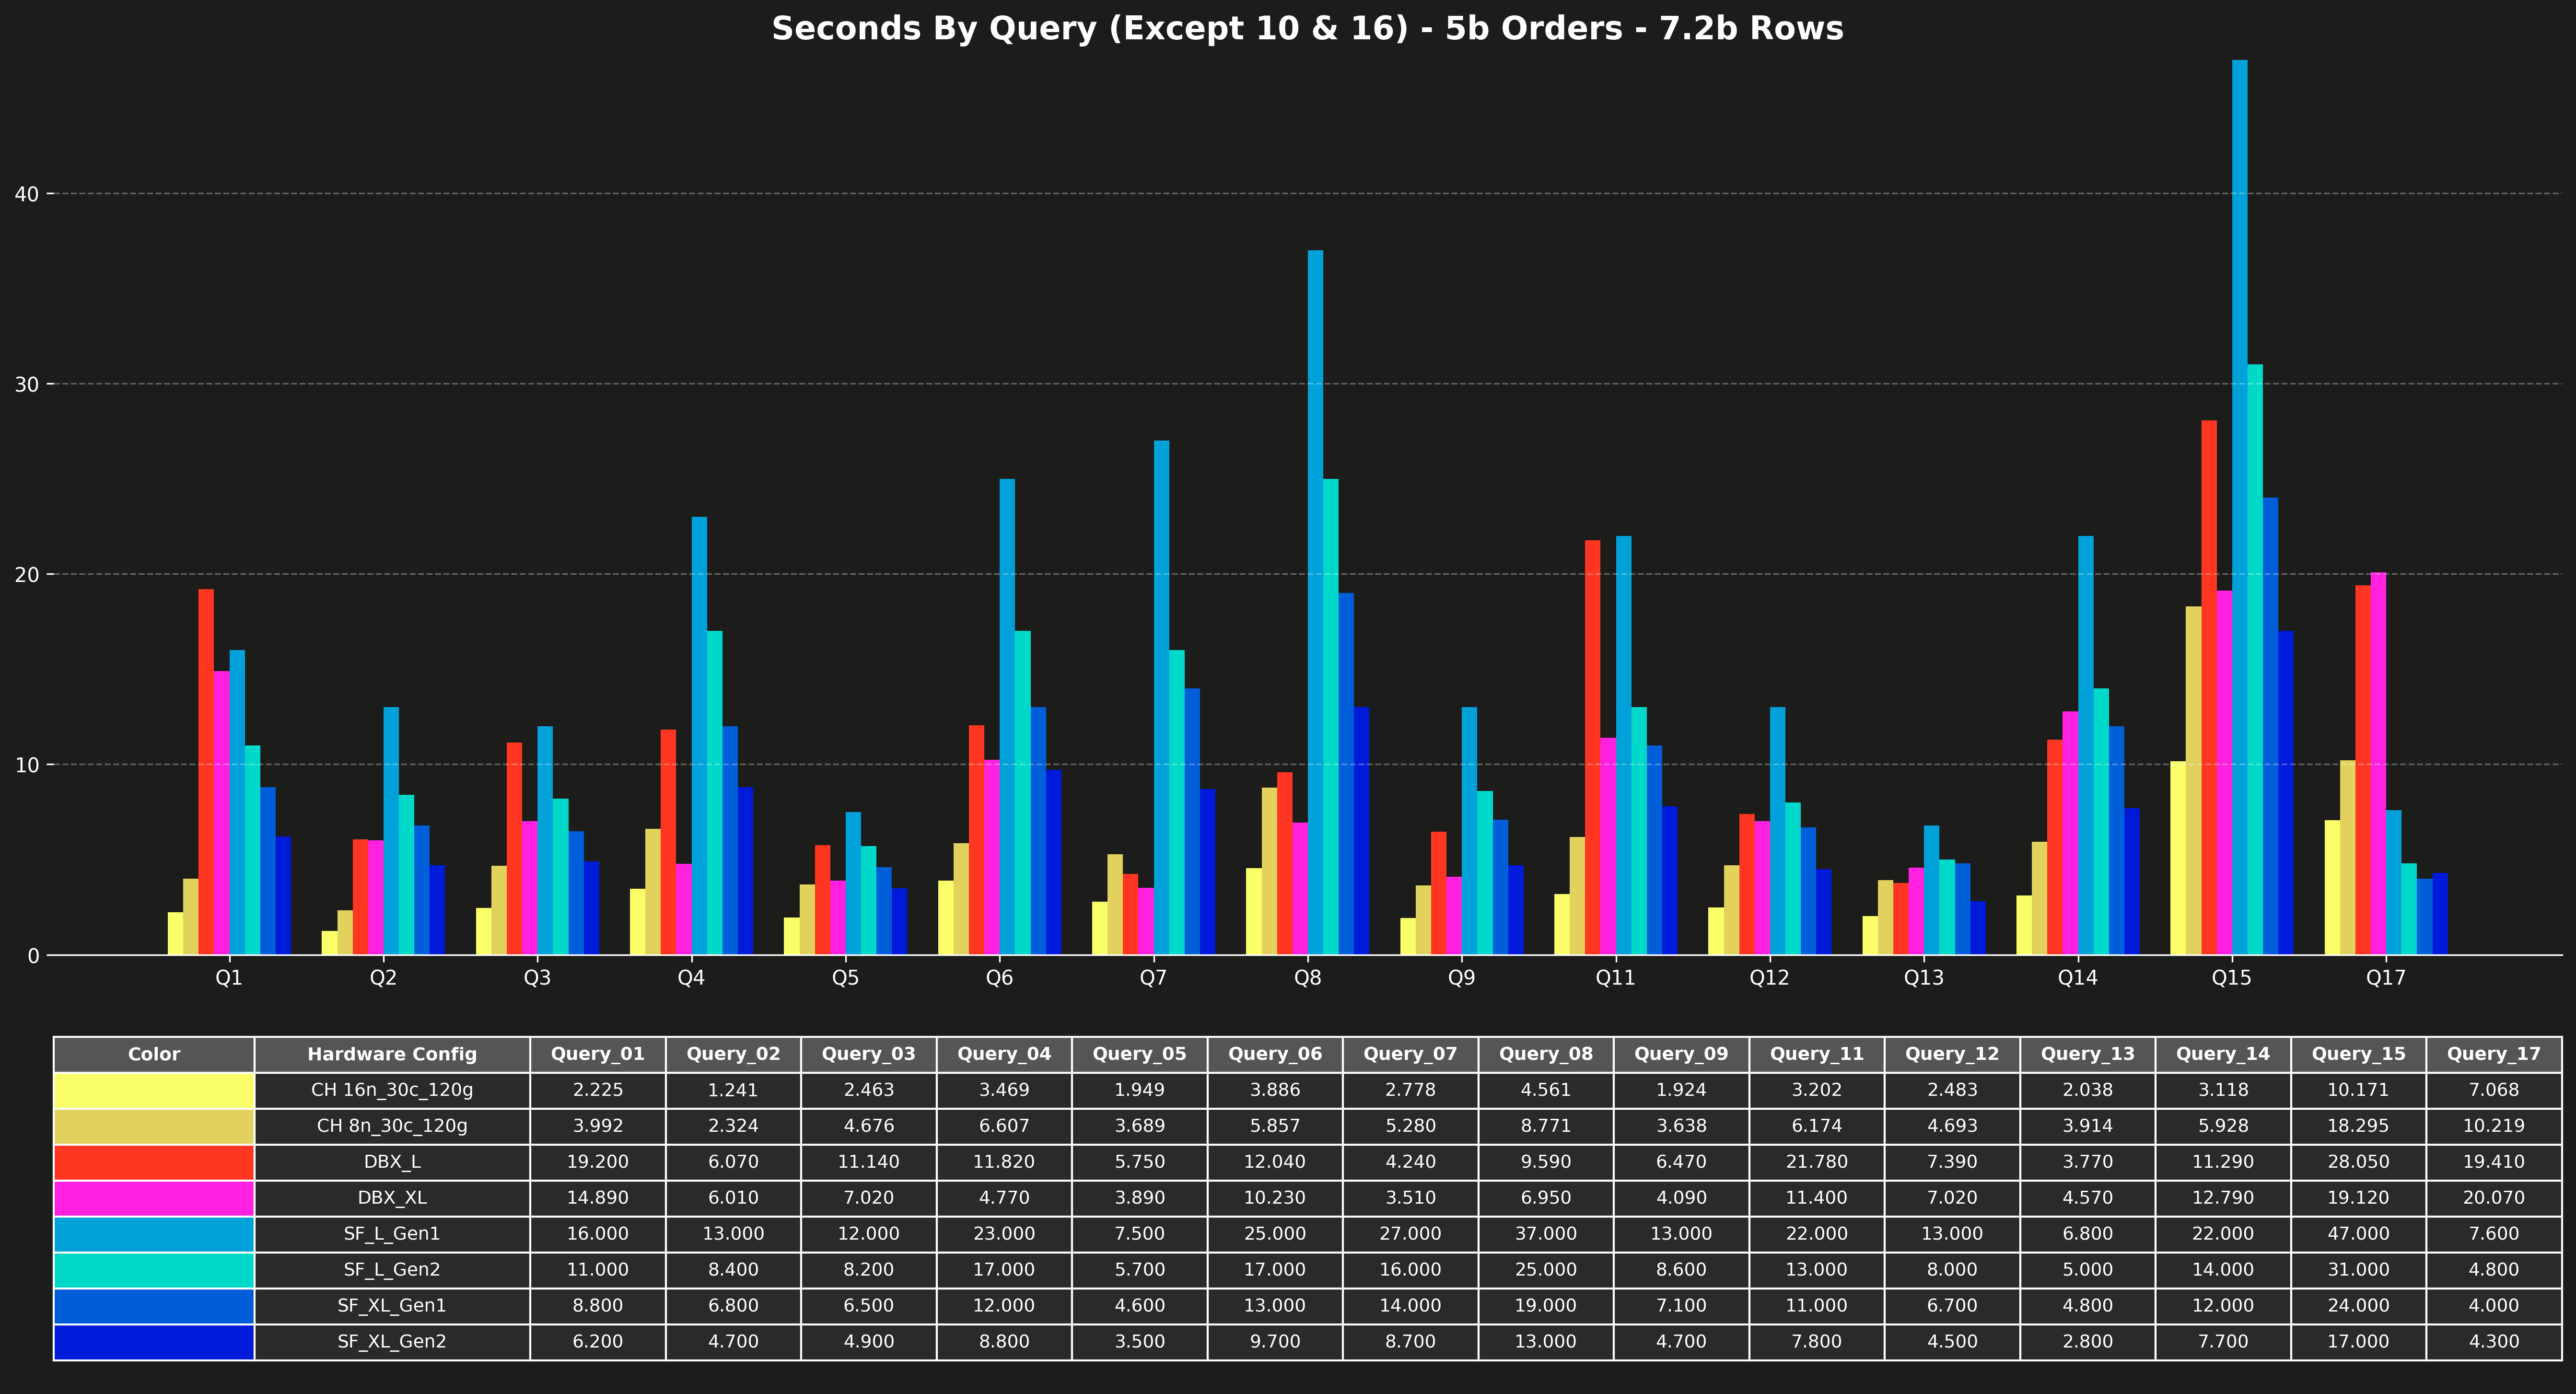 Seconds By Query (Except 10 & 16) - 5b Orders - 7.2b Rows
40
30
20
10
0
Q1 Q2 Q3 Q4 Q5 Q6 Q7 Q8 Q9 Q11 Q12 Q13 Q14 Q15 Q17
Color Hardware Config Query_01 Query_02 Query_03 Query_04 Query_05 Query_06 Query_07 Query_08 Query_09 Query_11 Query_12 Query_13 Query_14 Query_15 Query_17
CH 16n_30c_120g 2.225 1.241 2.463 3.469 1.949 3.886 2.778 4.561 1.924 3.202 2.483 2.038 3.118 10.171 7.068
CH 8n_30c_120g 3.992 2.324 4.676 6.607 3.689 5.857 5.280 8.771 3.638 6.174 4.693 3.914 5.928 18.295 10.219
DBX_L 19.200 6.070 11.140 11.820 5.750 12.040 4.240 9.590 6.470 21.780 7.390 3.770 11.290 28.050 19.410
DBX_XL 14.890 6.010 7.020 4.770 3.890 10.230 3.510 6.950 4.090 11.400 7.020 4.570 12.790 19.120 20.070
SF_L_Gen1 16.000 13.000 12.000 23.000 7.500 25.000 27.000 37.000 13.000 22.000 13.000 6.800 22.000 47.000 7.600
SF_L_Gen2 11.000 8.400 8.200 17.000 5.700 17.000 16.000 25.000 8.600 13.000 8.000 5.000 14.000 31.000 4.800
SF_XL_Gen1 8.800 6.800 6.500 12.000 4.600 13.000 14.000 19.000 7.100 11.000 6.700 4.800 12.000 24.000 4.000
SF_XL_Gen2 6.200 4.700 4.900 8.800 3.500 9.700 8.700 13.000 4.700 7.800 4.500 2.800 7.700 17.000 4.300